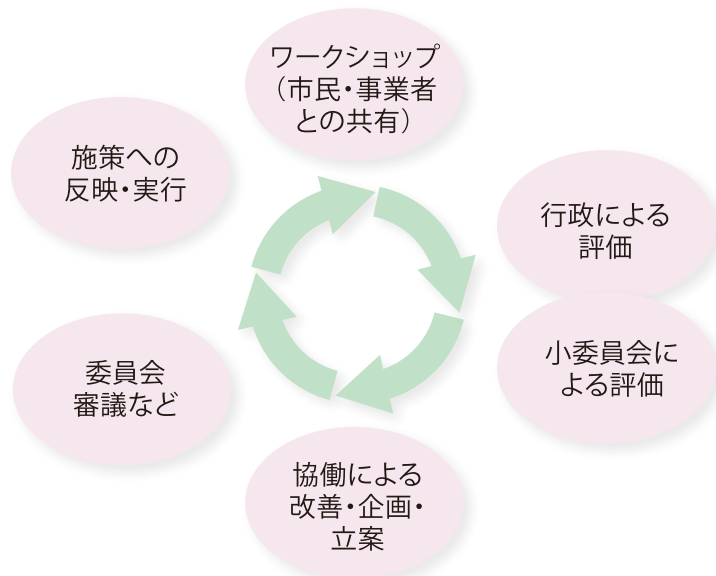 ワークショップ
（市民・事業者
との共有）
施策への
反映・実行
行政による
評価
小委員会に
よる評価
委員会
審議など
協働による
改善・企画・
立案